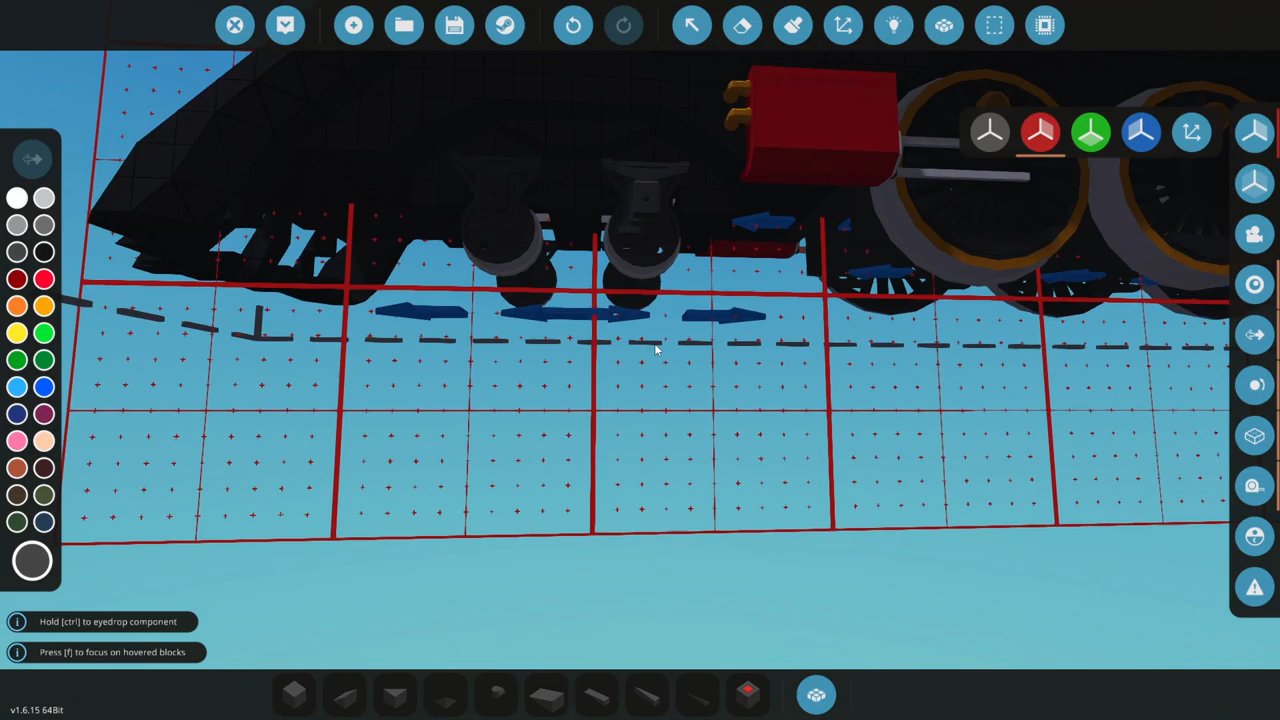 Hold [ctrl] to eyedrop component
Press [f] to focus on hovered blocks
v1.6.15 64Bit